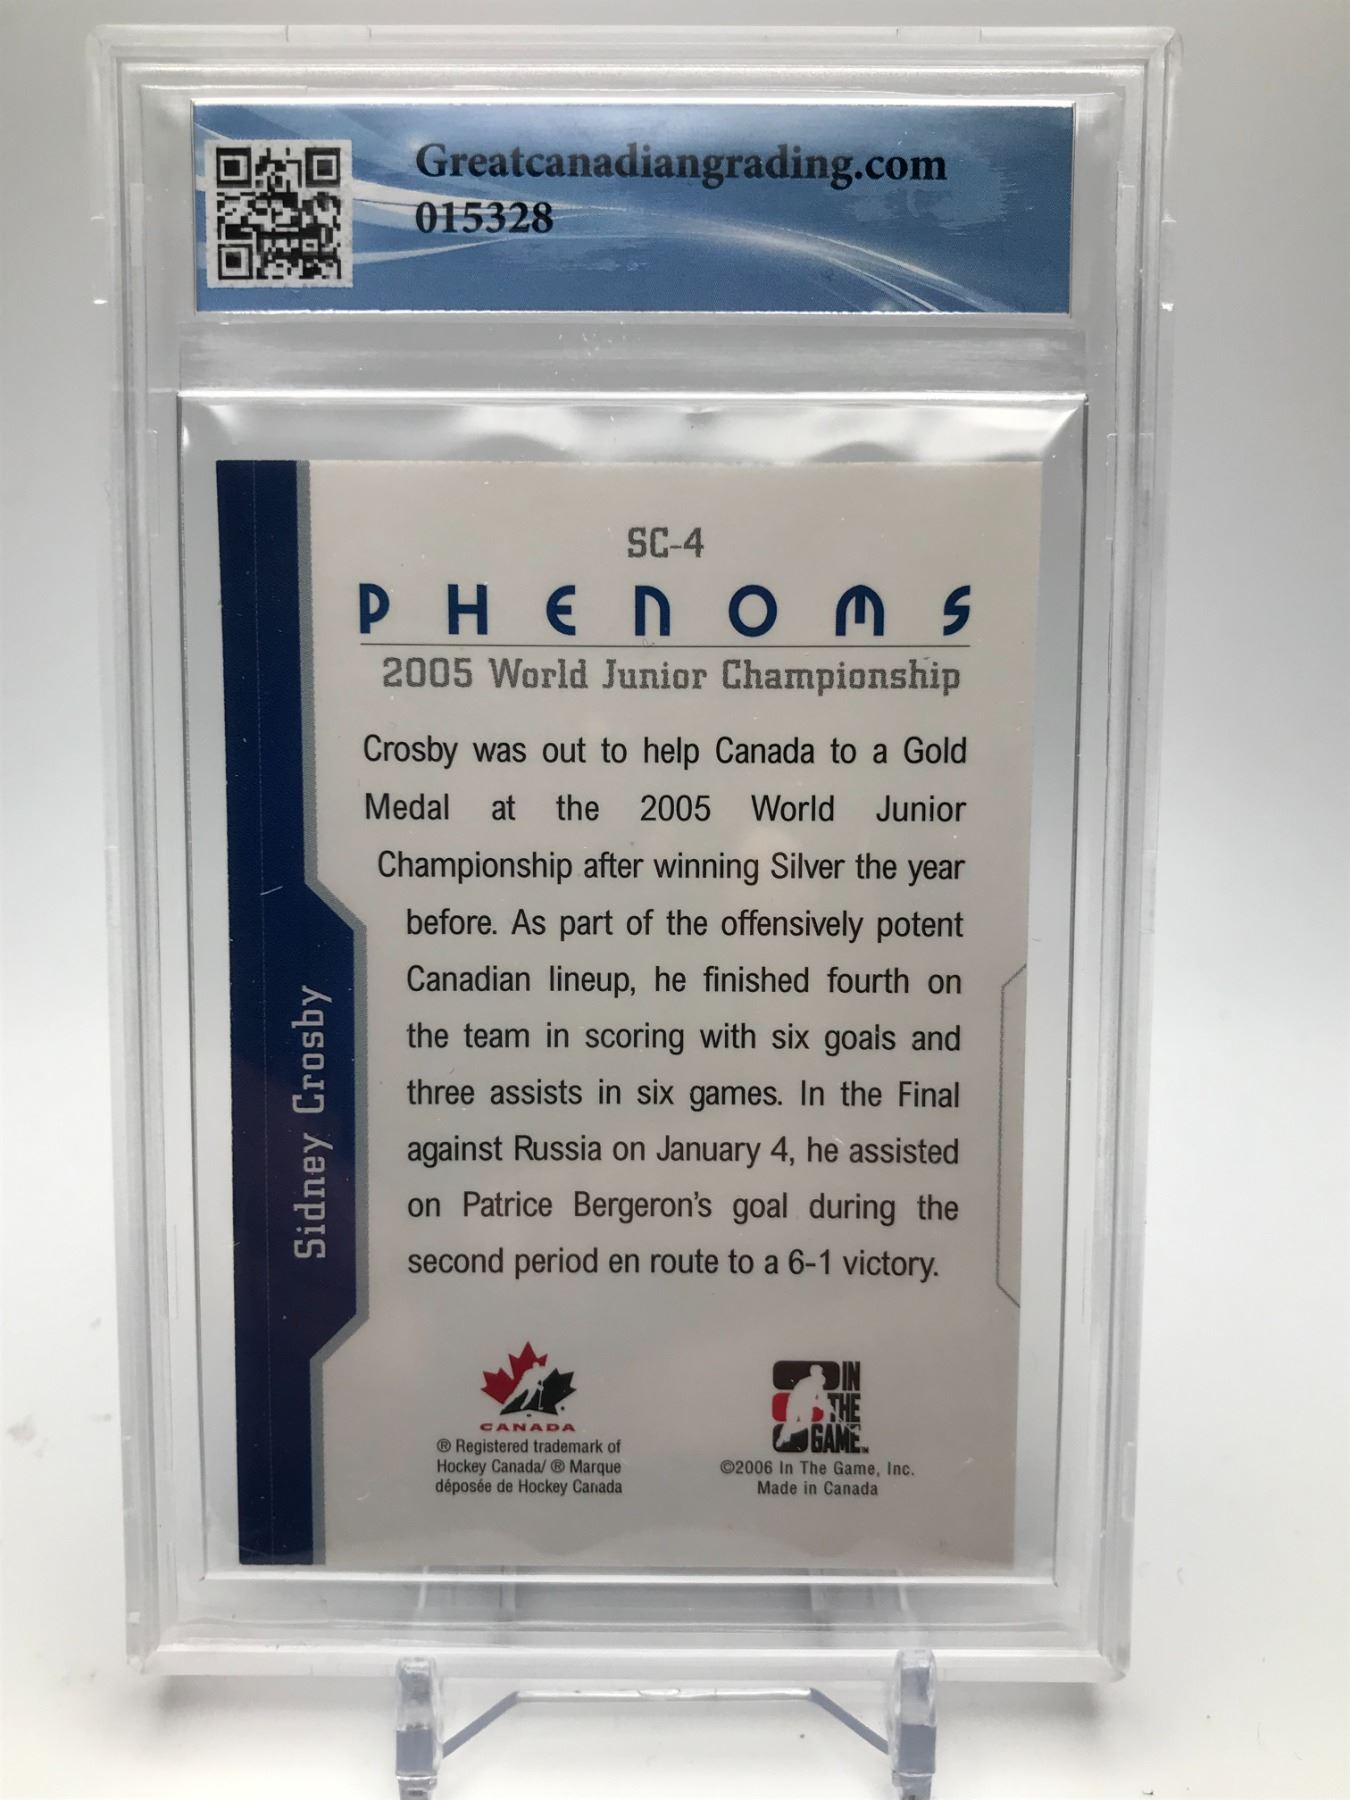 Greatcanadiangrading.com
015328
SC-4
PHENOMS
2005 World Junior Championship
Crosby was out to help Canada to a Gold
Medal at the 2005 World Junior
Championship after winning Silver the year
before. As part of the offensively potent
Canadian lineup, he finished fourth on
the team in scoring with six goals and
three assists in six games. In the Final
against Russia on January 4, he assisted
on Patrice Bergeron's goal during the
second period en route to a 6-1 victory.
Sidney Crosby
CANADA
® Registered trademark of
Hockey Canada/ ® Marque
déposée de Hockey Canada
IN
THE
GAME™
©2006 In The Game, Inc.
Made in Canada